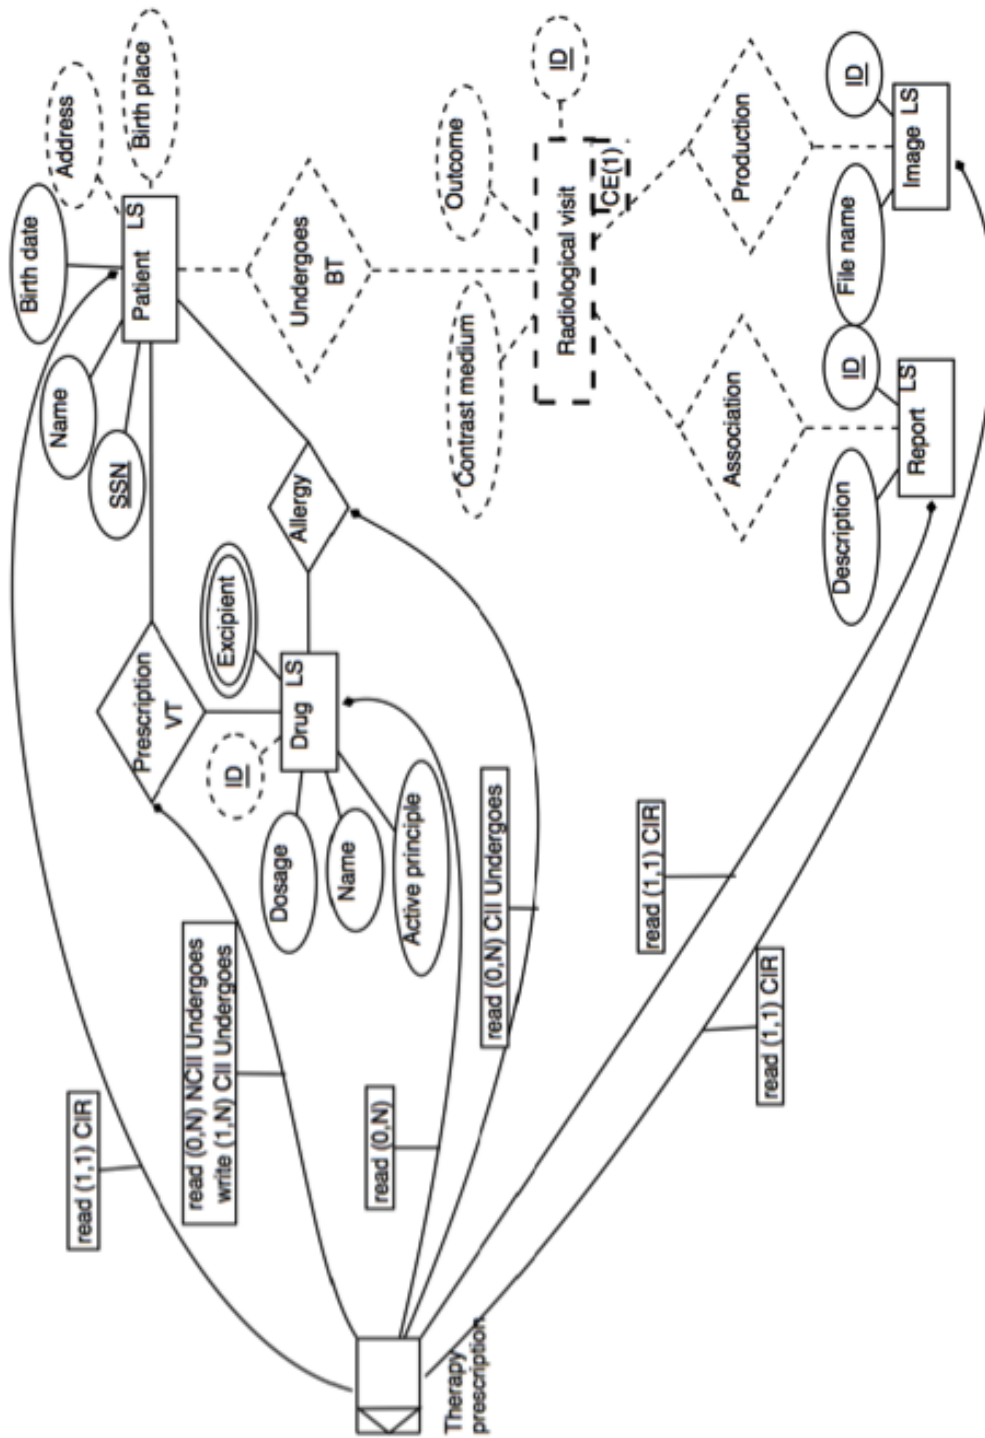 Birth date
Address
Birth place
Name
SSN
Patient LS
Undergoes
BT
Outcome
Contrast medium
ID
Radiological visit
CE(1)
Production
Association
ID
File name
Image LS
ID
Description
Report LS
Prescription
VT
Allergy
Excipient
Drug LS
ID
Dosage
Name
Active principle
read (1,1) CIR
read (0,N) NCII Undergoes
write (1,N) CII Undergoes
read (0,N)
read (0,N) CII Undergoes
read (1,1) CIR
read (1,1) CIR
Therapy
prescription